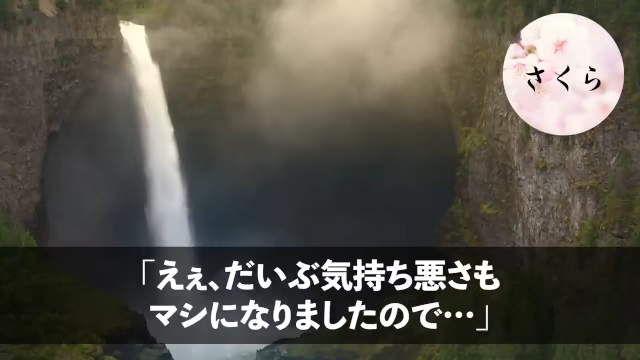 さくら
「えぇ、だいぶ気持ち悪さも
マシになりましたので…」